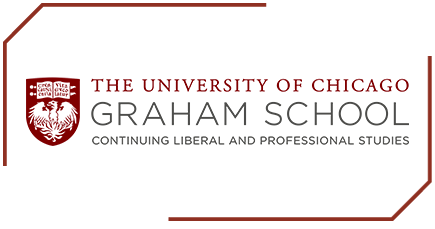 THE UNIVERSITY OF CHICAGO
GRAHAM SCHOOL
CONTINUING LIBERAL AND PROFESSIONAL STUDIES